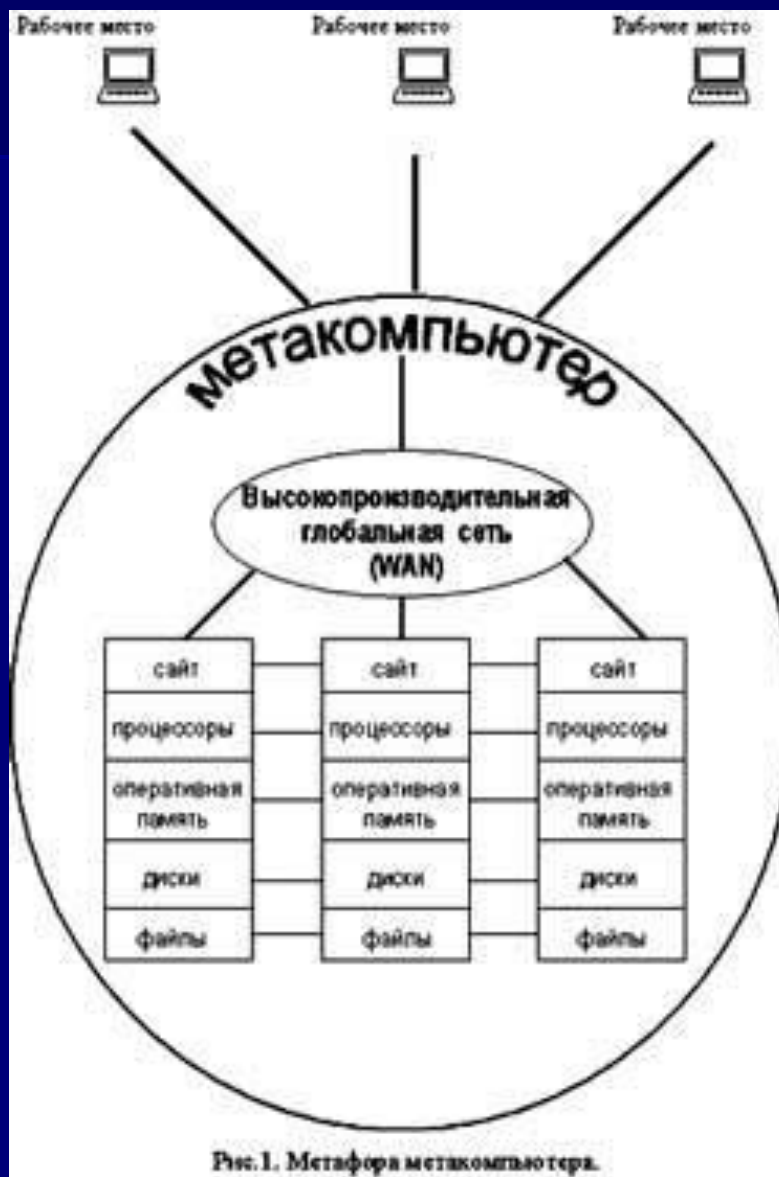 Рабочее место Рабочее место Рабочее место
метакомпьютер
Высокопроизводительная
глобальная сеть
(WAN)
сайт сайт сайт
процессоры процессоры процессоры
оперативная оперативная оперативная
память память память
диски диски диски
файлы файлы файлы
Рис.1. Метафора метакомпьютера.